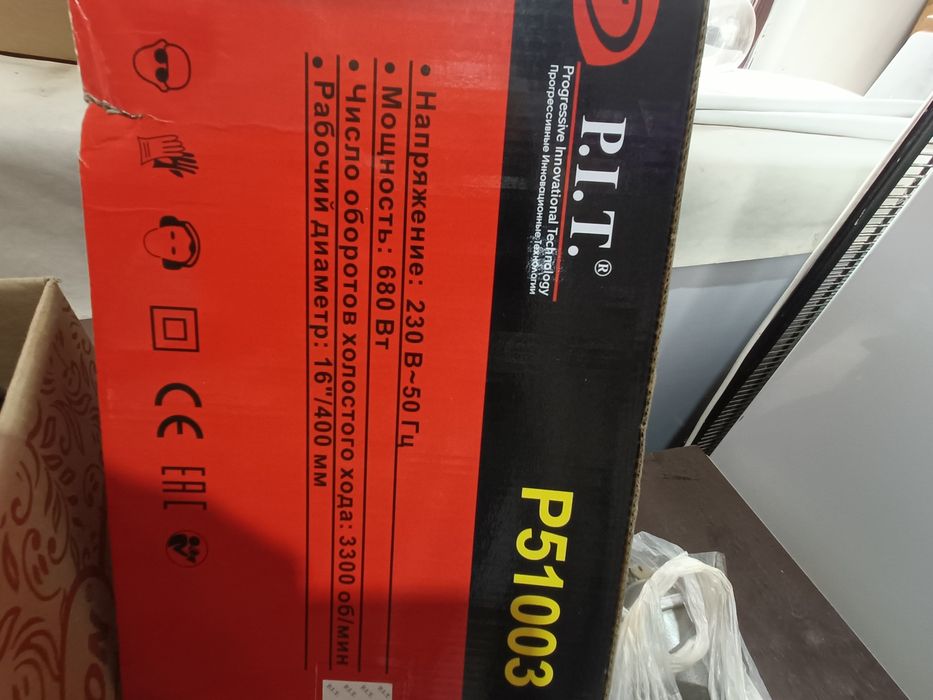 P.I.T.®
Progressive Innovational Technology
Прогрессивные Инновационные Технологии
P51003
• Напряжение: 230 В~50 Гц
• Мощность: 680 Вт
• Число оборотов холостого хода: 3300 об/мин
• Рабочий диаметр: 16"/400 мм
CE EAC
P.I.T. P.I.T. P.I.T. P.I.T.